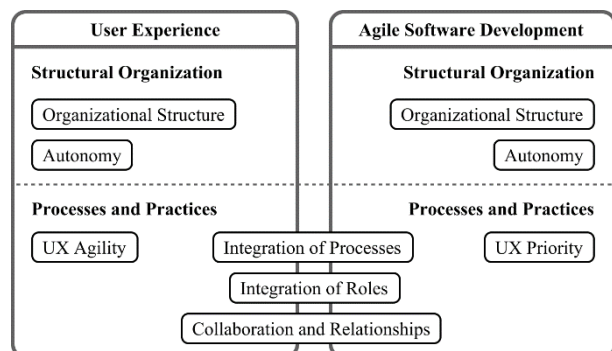 User Experience
Agile Software Development
Structural Organization
Structural Organization
Organizational Structure
Organizational Structure
Autonomy
Autonomy
Processes and Practices
Processes and Practices
UX Agility
Integration of Processes
UX Priority
Integration of Roles
Collaboration and Relationships